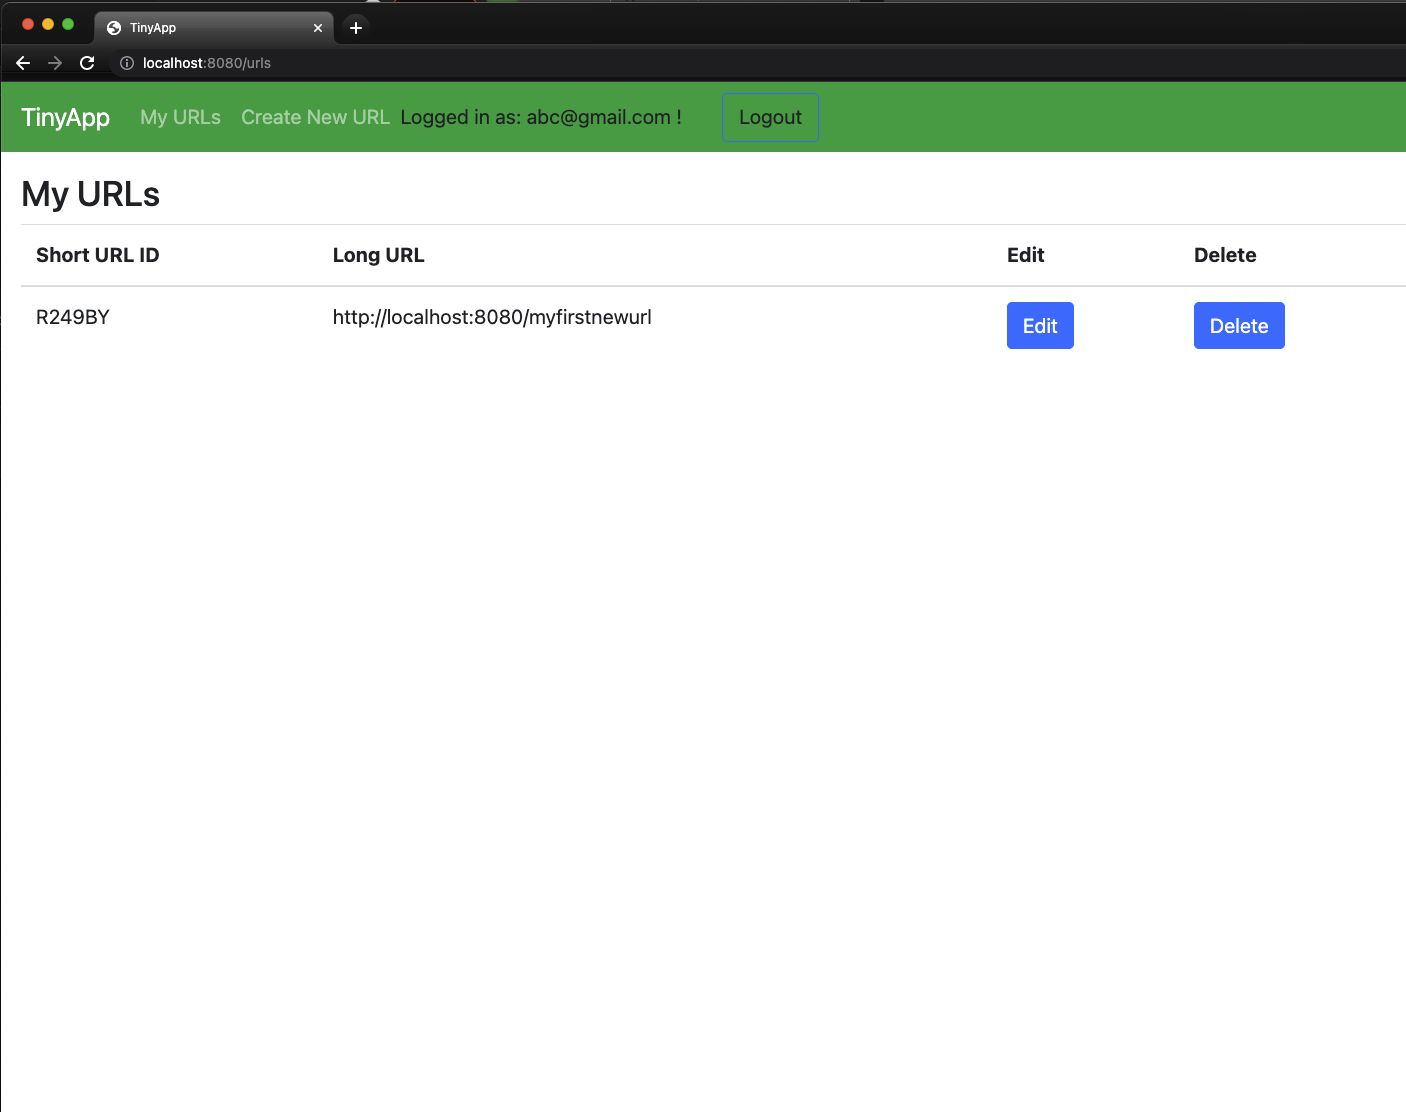 TinyApp
localhost:8080/urls
TinyApp My URLs Create New URL Logged in as: abc@gmail.com ! Logout
My URLs
Short URL ID Long URL Edit Delete
R249BY http://localhost:8080/myfirstnewurl Edit Delete